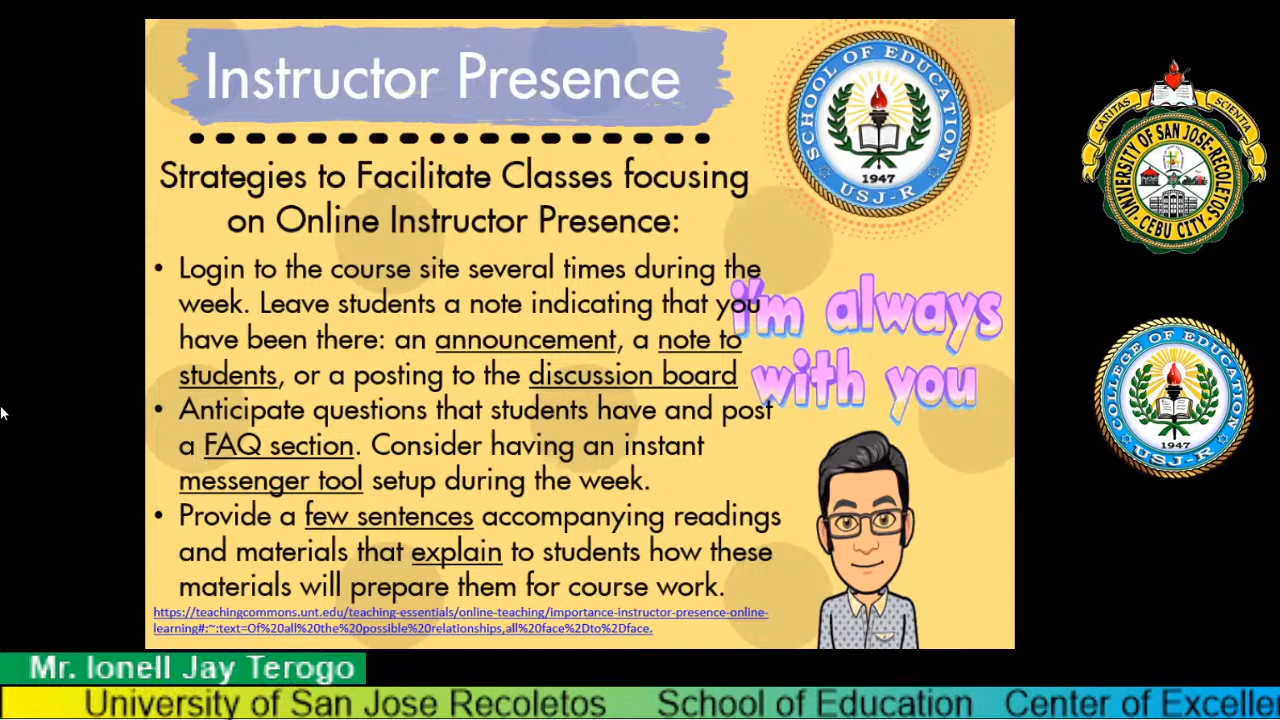 Instructor Presence
Strategies to Facilitate Classes focusing
on Online Instructor Presence:
• Login to the course site several times during the
week. Leave students a note indicating that you
have been there: an announcement, a note to
students, or a posting to the discussion board
• Anticipate questions that students have and post
a FAQ section. Consider having an instant
messenger tool setup during the week.
• Provide a few sentences accompanying readings
and materials that explain to students how these
materials will prepare them for course work.
https://teachingcommons.unt.edu/teaching-essentials/online-teaching/importance-instructor-presence-online-
learning#:~:text=Of%20all%20the%20possible%20relationships,all%20face%2Dto%2Dface.
SCHOOL OF EDUCATION
1947
USJ-R
i'm always
with you
CARITAS
SCIENTIA
UNIVERSITY OF SAN JOSE-RECOLETOS
CEBU CITY
COLLEGE OF EDUCATION
1947
USJ-R
Mr. Ionell Jay Terogo
University of San Jose Recoletos School of Education Center of Excelle